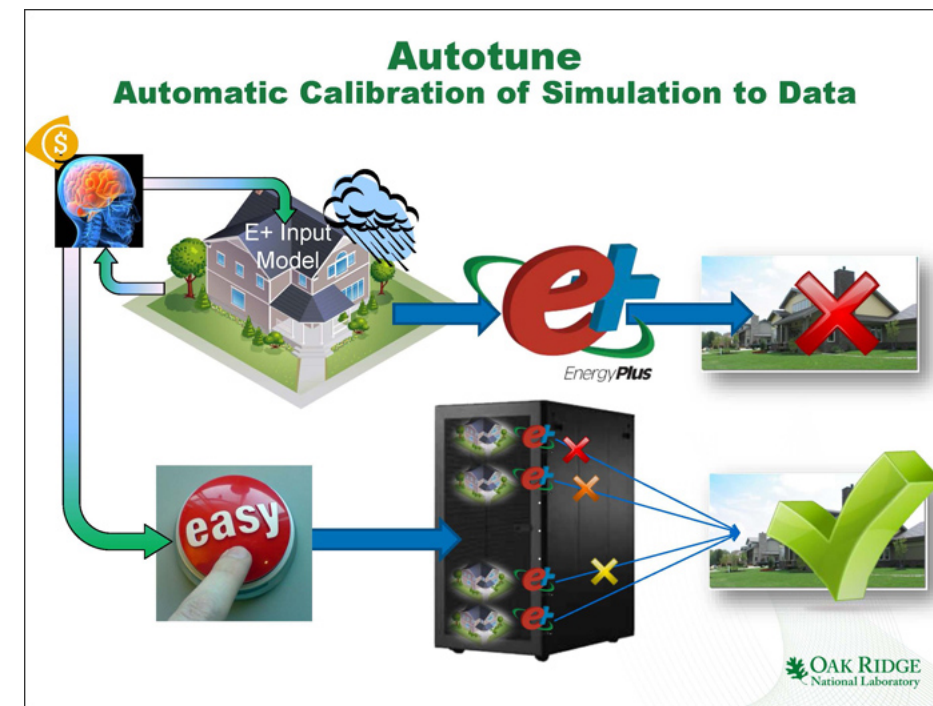 Autotune
Automatic Calibration of Simulation to Data
$
E+ Input
Model
e+
EnergyPlus
easy
e+
e+
e+
e+
OAK RIDGE
National Laboratory